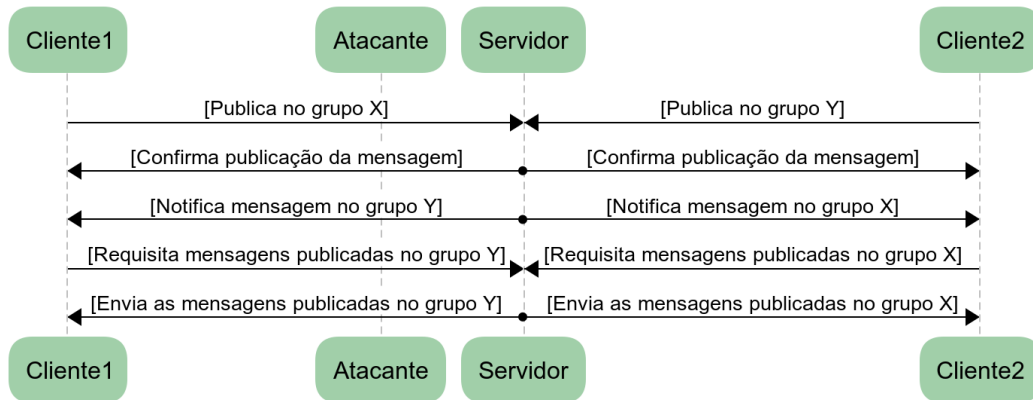 Cliente1
Atacante
Servidor
Cliente2
[Publica no grupo X]
[Publica no grupo Y]
[Confirma publicação da mensagem]
[Confirma publicação da mensagem]
[Notifica mensagem no grupo Y]
[Notifica mensagem no grupo X]
[Requisita mensagens publicadas no grupo Y]
[Requisita mensagens publicadas no grupo X]
[Envia as mensagens publicadas no grupo Y]
[Envia as mensagens publicadas no grupo X]
Cliente1
Atacante
Servidor
Cliente2